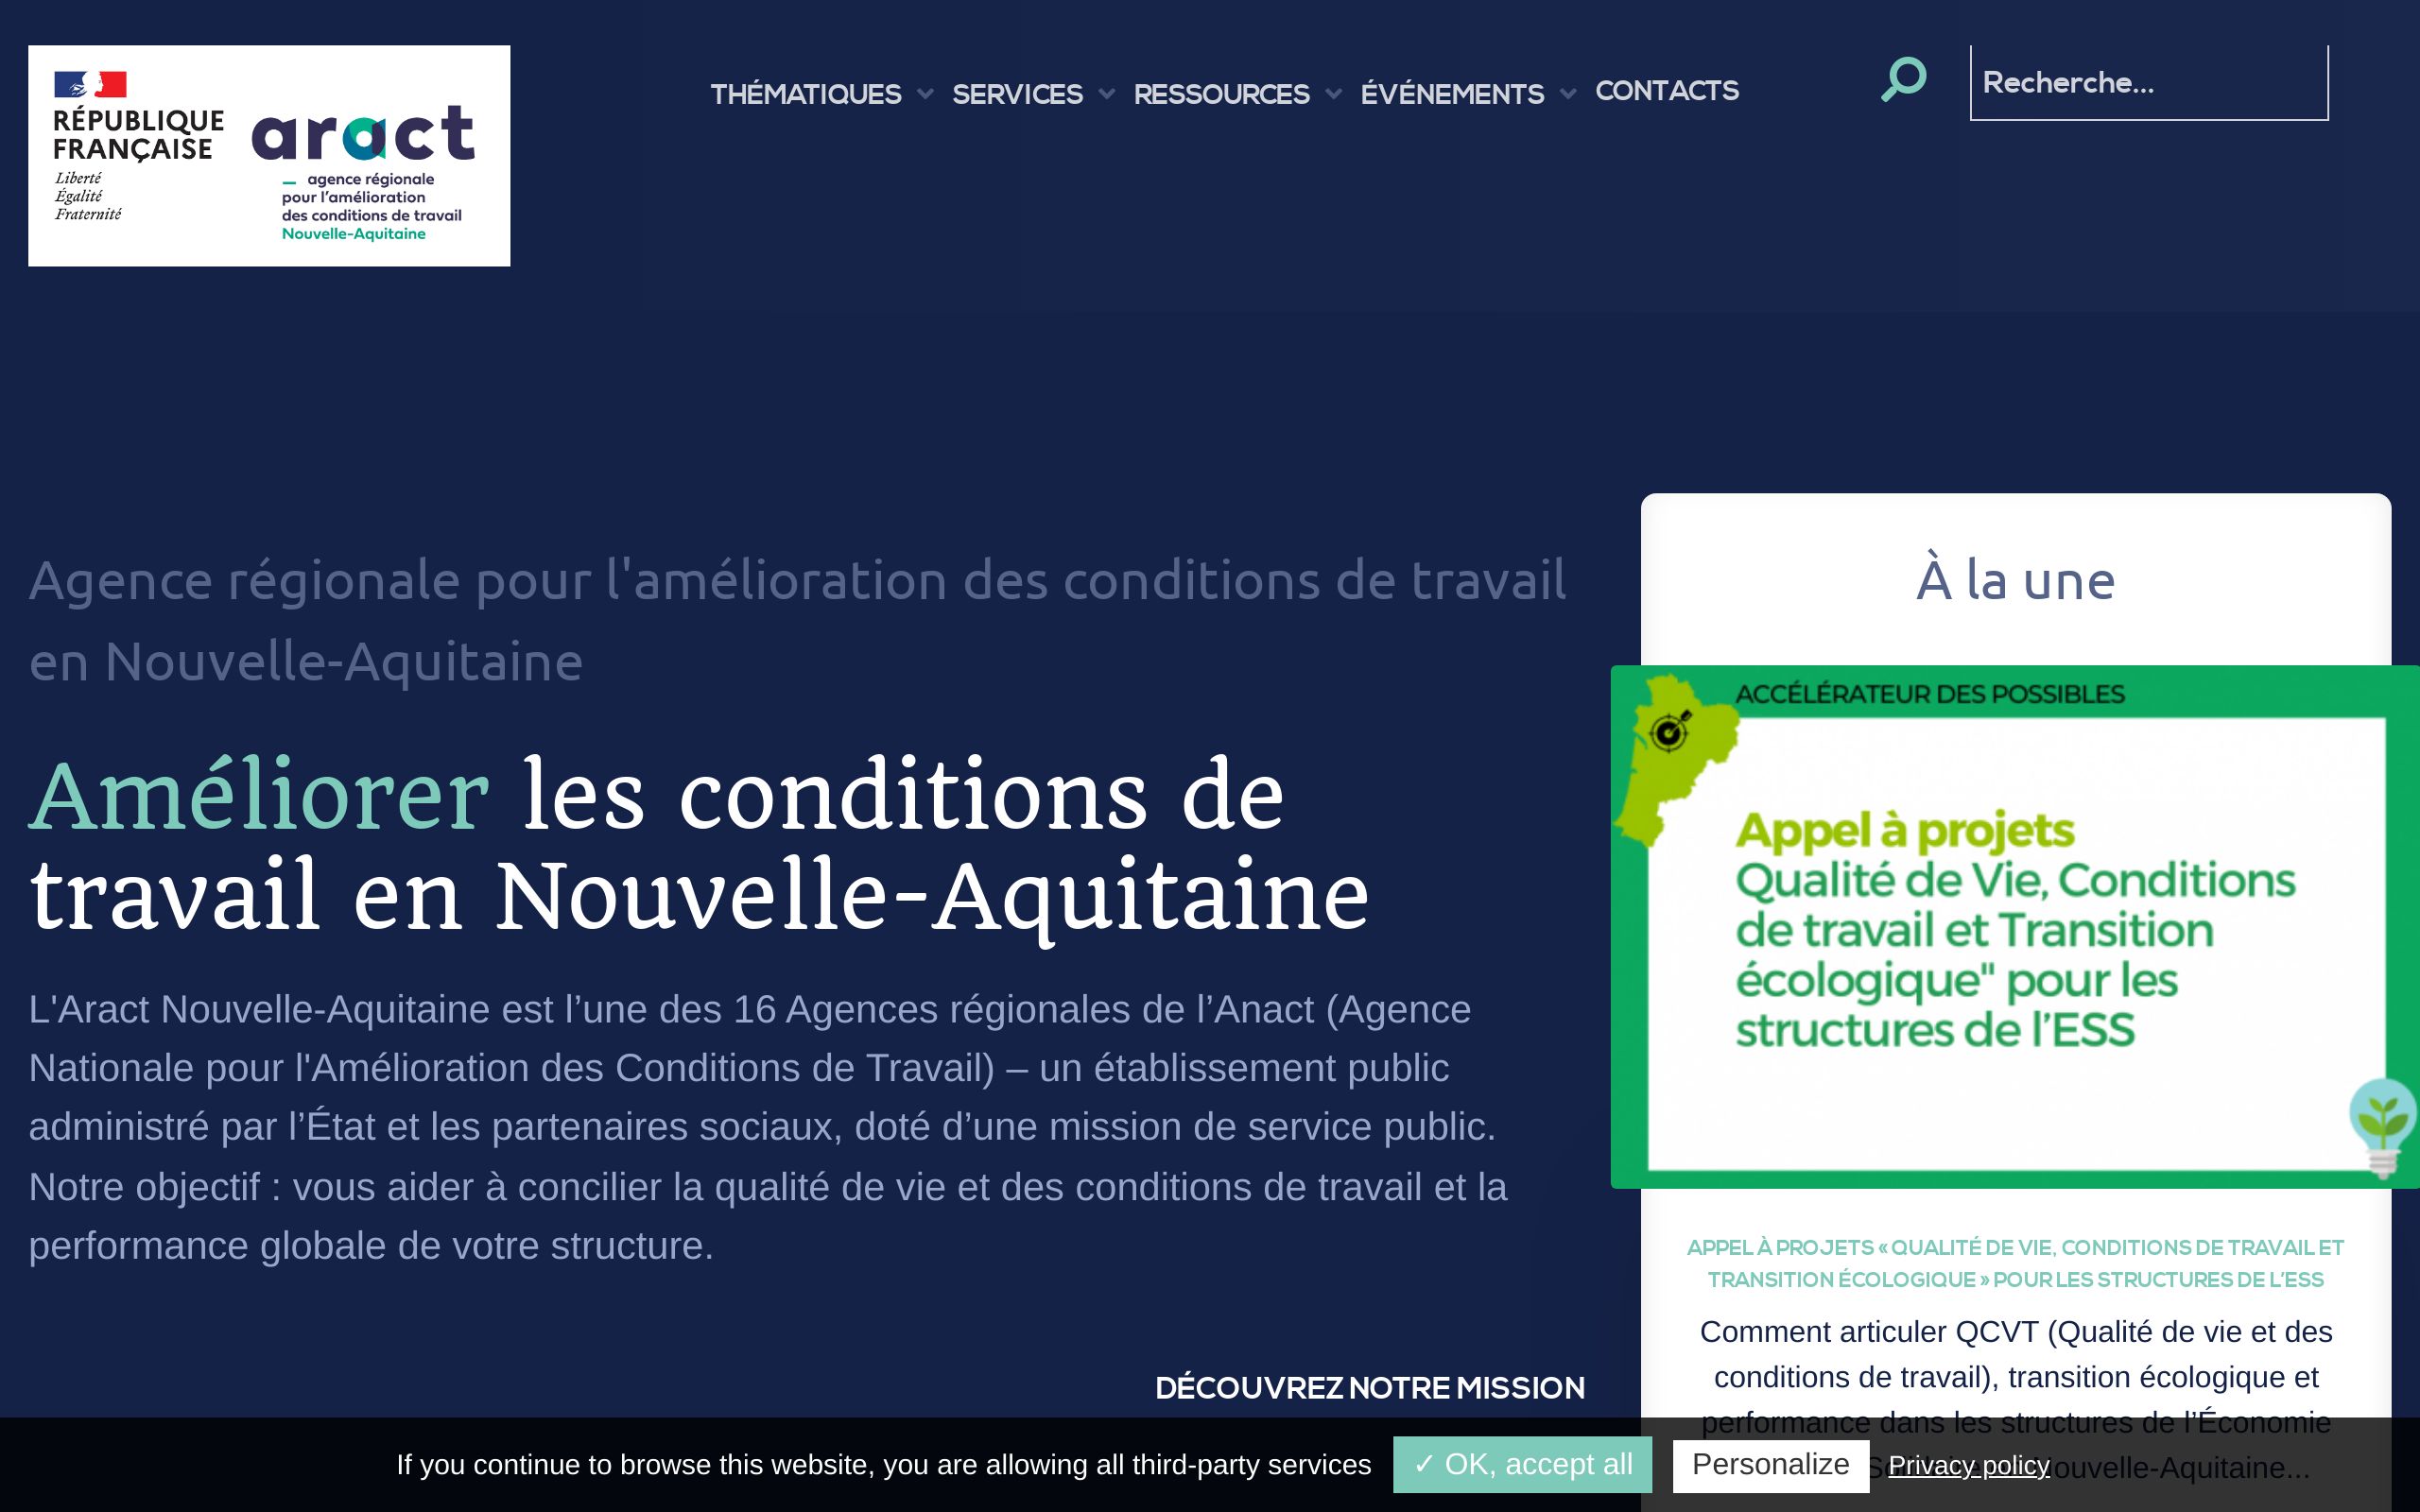 RÉPUBLIQUE
FRANÇAISE
Liberté
Égalité
Fraternité
aract
agence régionale
pour l’amélioration
des conditions de travail
Nouvelle-Aquitaine
THÉMATIQUES SERVICES RESSOURCES ÉVÉNEMENTS CONTACTS
Recherche...
Agence régionale pour l'amélioration des conditions de travail
en Nouvelle-Aquitaine
Améliorer les conditions de
travail en Nouvelle-Aquitaine
L'Aract Nouvelle-Aquitaine est l’une des 16 Agences régionales de l’Anact (Agence
Nationale pour l'Amélioration des Conditions de Travail) – un établissement public
administré par l’État et les partenaires sociaux, doté d’une mission de service public.
Notre objectif : vous aider à concilier la qualité de vie et des conditions de travail et la
performance globale de votre structure.
DÉCOUVREZ NOTRE MISSION
À la une
ACCÉLÉRATEUR DES POSSIBLES
Appel à projets
Qualité de Vie, Conditions
de travail et Transition
écologique" pour les
structures de l’ESS
APPEL À PROJETS « QUALITÉ DE VIE, CONDITIONS DE TRAVAIL ET
TRANSITION ÉCOLOGIQUE » POUR LES STRUCTURES DE L’ESS
Comment articuler QCVT (Qualité de vie et des
conditions de travail), transition écologique et
performance dans les structures de l’Économie
Nouvelle-Aquitaine...
If you continue to browse this website, you are allowing all third-party services
✓ OK, accept all
Personalize
Privacy policy